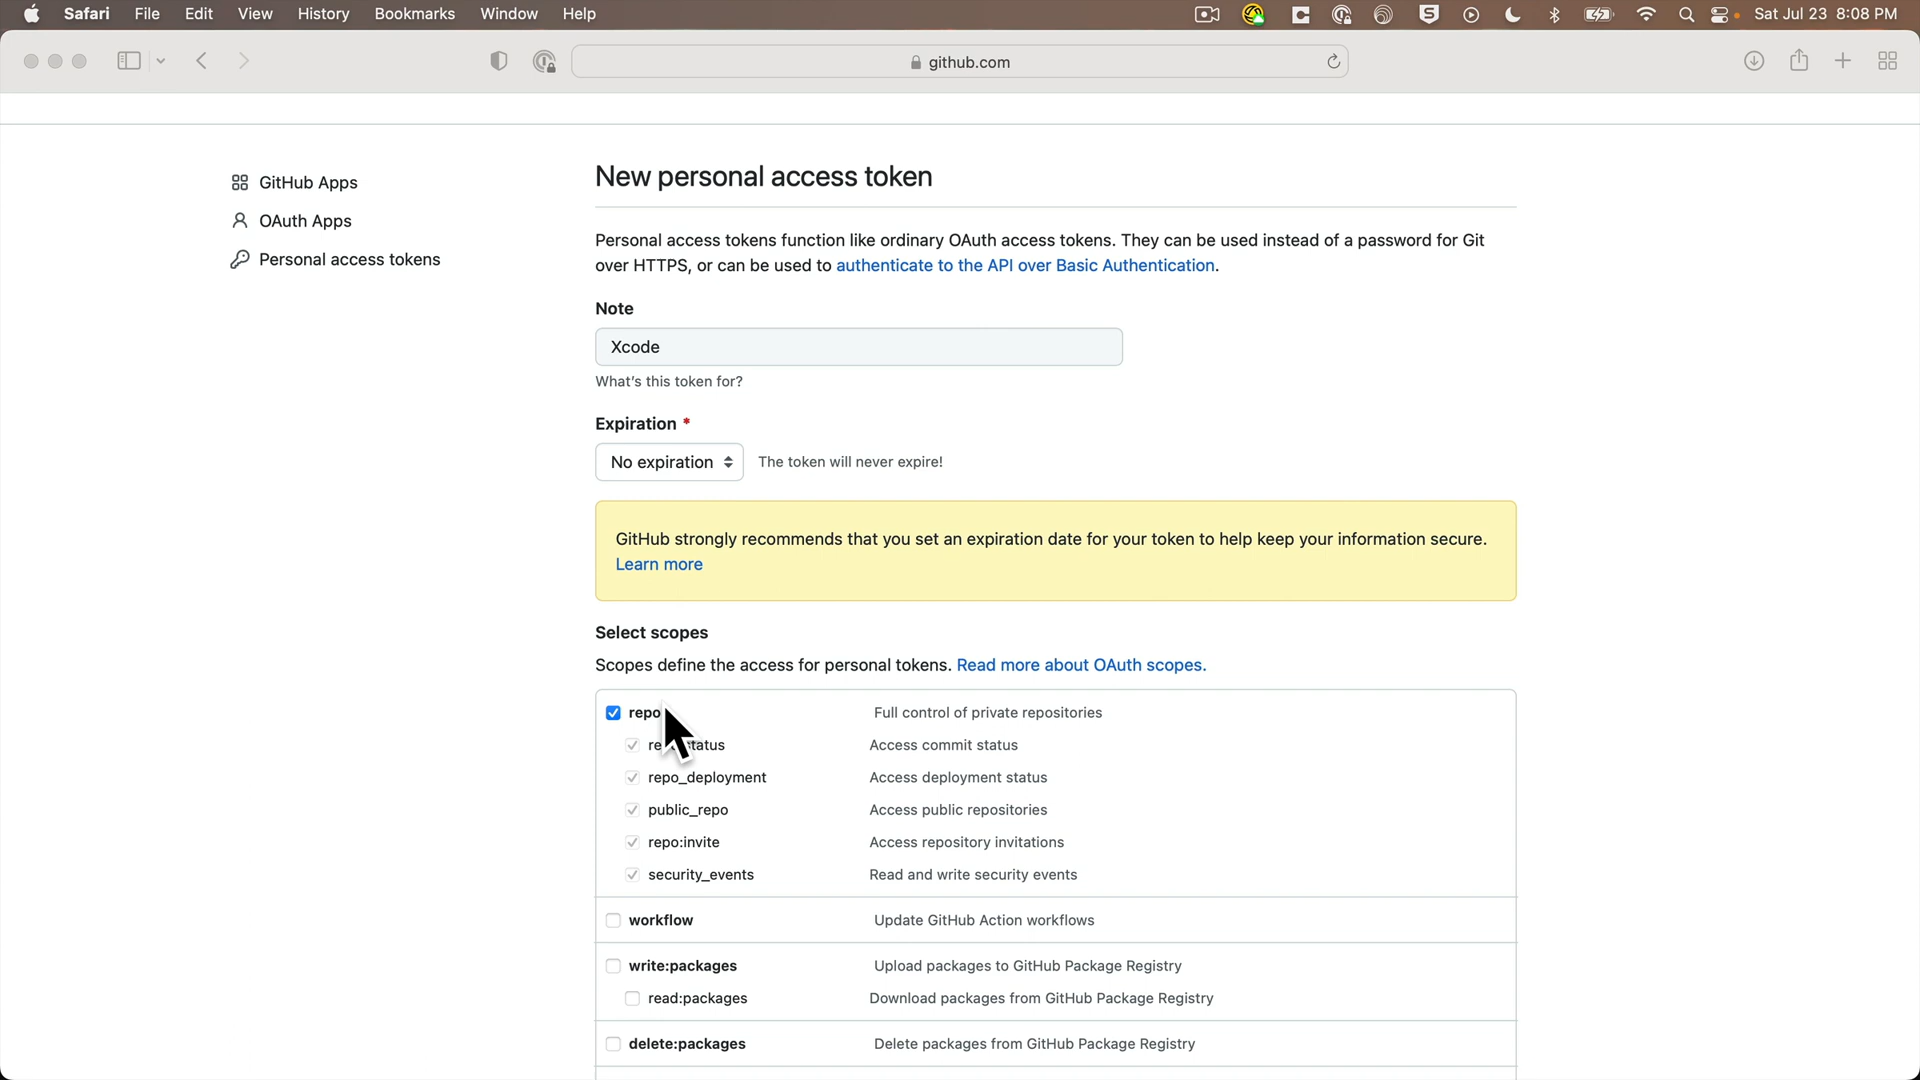 Safari File Edit View History Bookmarks Window Help Sat Jul 23 8:08 PM
github.com
GitHub Apps
OAuth Apps
Personal access tokens
New personal access token
Personal access tokens function like ordinary OAuth access tokens. They can be used instead of a password for Git
over HTTPS, or can be used to authenticate to the API over Basic Authentication.
Note
Xcode
What's this token for?
Expiration *
No expiration The token will never expire!
GitHub strongly recommends that you set an expiration date for your token to help keep your information secure.
Learn more
Select scopes
Scopes define the access for personal tokens. Read more about OAuth scopes.
repo Full control of private repositories
Access commit status
repo_deployment Access deployment status
public_repo Access public repositories
repo:invite Access repository invitations
security_events Read and write security events
workflow Update GitHub Action workflows
write:packages Upload packages to GitHub Package Registry
read:packages Download packages from GitHub Package Registry
delete:packages Delete packages from GitHub Package Registry